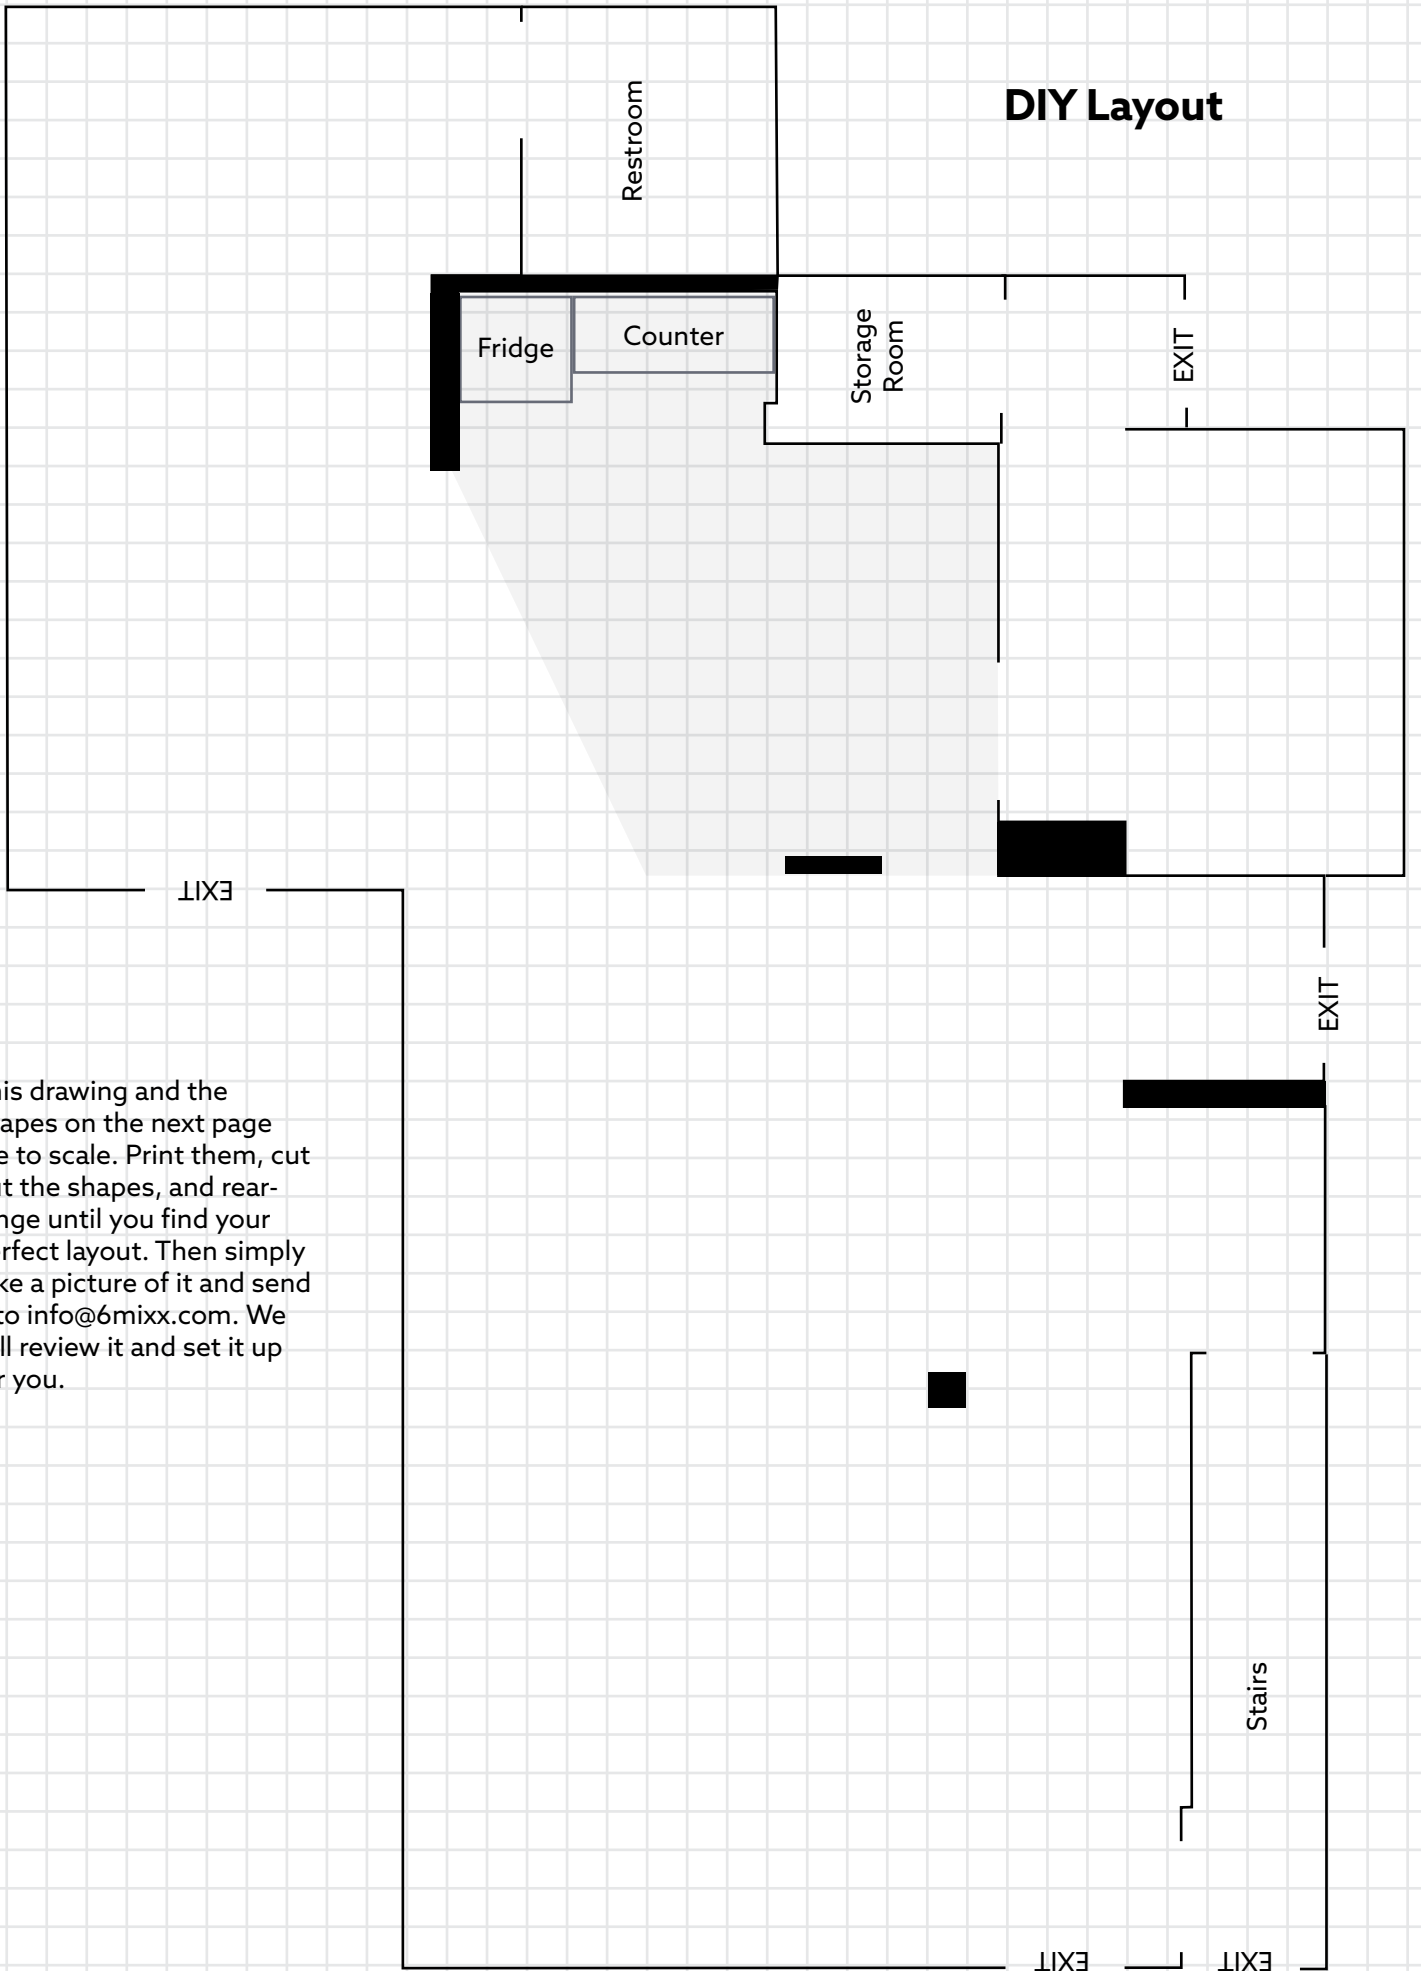 DIY Layout
Restroom
Fridge
Counter
Storage
Room
EXIT
EXIT
EXIT
is drawing and the
apes on the next page
e to scale. Print them, cut
t the shapes, and rear-
nge until you find your
rfect layout. Then simply
ke a picture of it and send
to info@6mixx.com. We
ll review it and set it up
r you.
Stairs
EXIT
EXIT